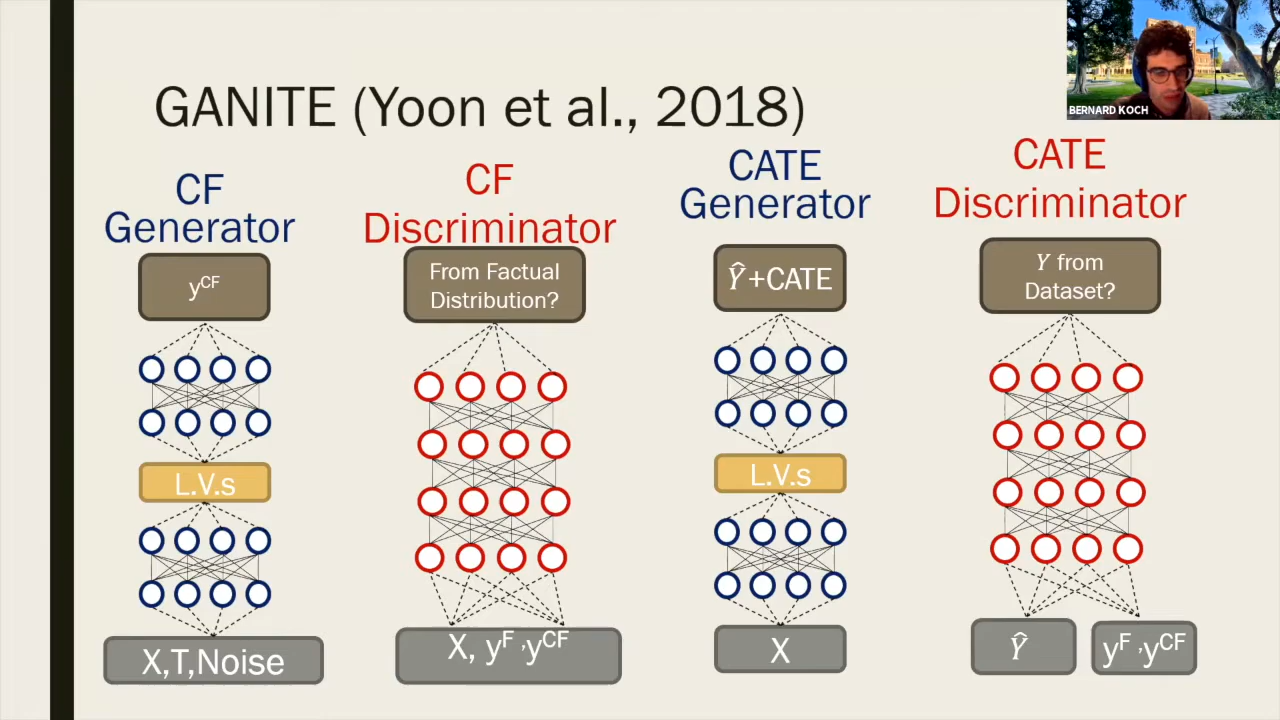 BERNARD KOCH
GANITE (Yoon et al., 2018)
CF
Generator
y^CF
L.V.s
X,T,Noise
CF
Discriminator
From Factual
Distribution?
X, y^F ,y^CF
CATE
Generator
Ŷ+CATE
L.V.s
X
CATE
Discriminator
Y from
Dataset?
Ŷ
y^F ,y^CF